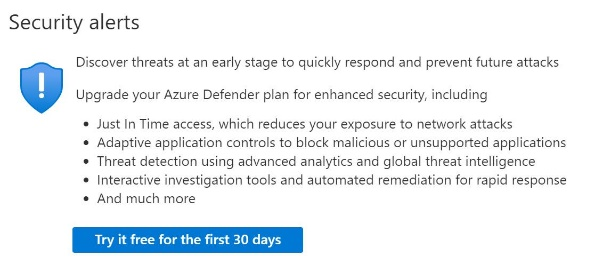 Security alerts
Discover threats at an early stage to quickly respond and prevent future attacks
Upgrade your Azure Defender plan for enhanced security, including
• Just In Time access, which reduces your exposure to network attacks
• Adaptive application controls to block malicious or unsupported applications
• Threat detection using advanced analytics and global threat intelligence
• Interactive investigation tools and automated remediation for rapid response
• And much more
Try it free for the first 30 days